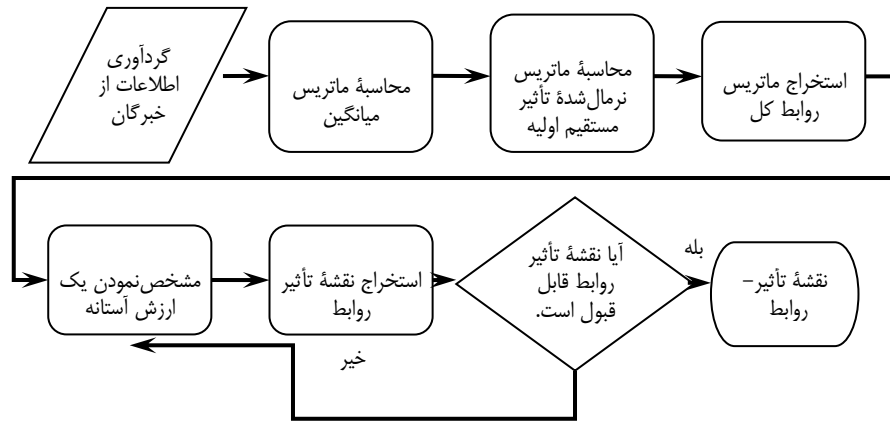 گردآوری
اطلاعات از
خبرگان
محاسبهٔ ماتریس
میانگین
محاسبهٔ ماتریس
نرمال‌شدهٔ تأثیر
مستقیم اولیه
استخراج ماتریس
روابط کل
مشخص‌نمودن یک
ارزش آستانه
استخراج نقشهٔ تأثیر
روابط
آیا نقشهٔ تأثیر
روابط قابل
قبول است.
بله
نقشهٔ تأثیر–
روابط
خیر